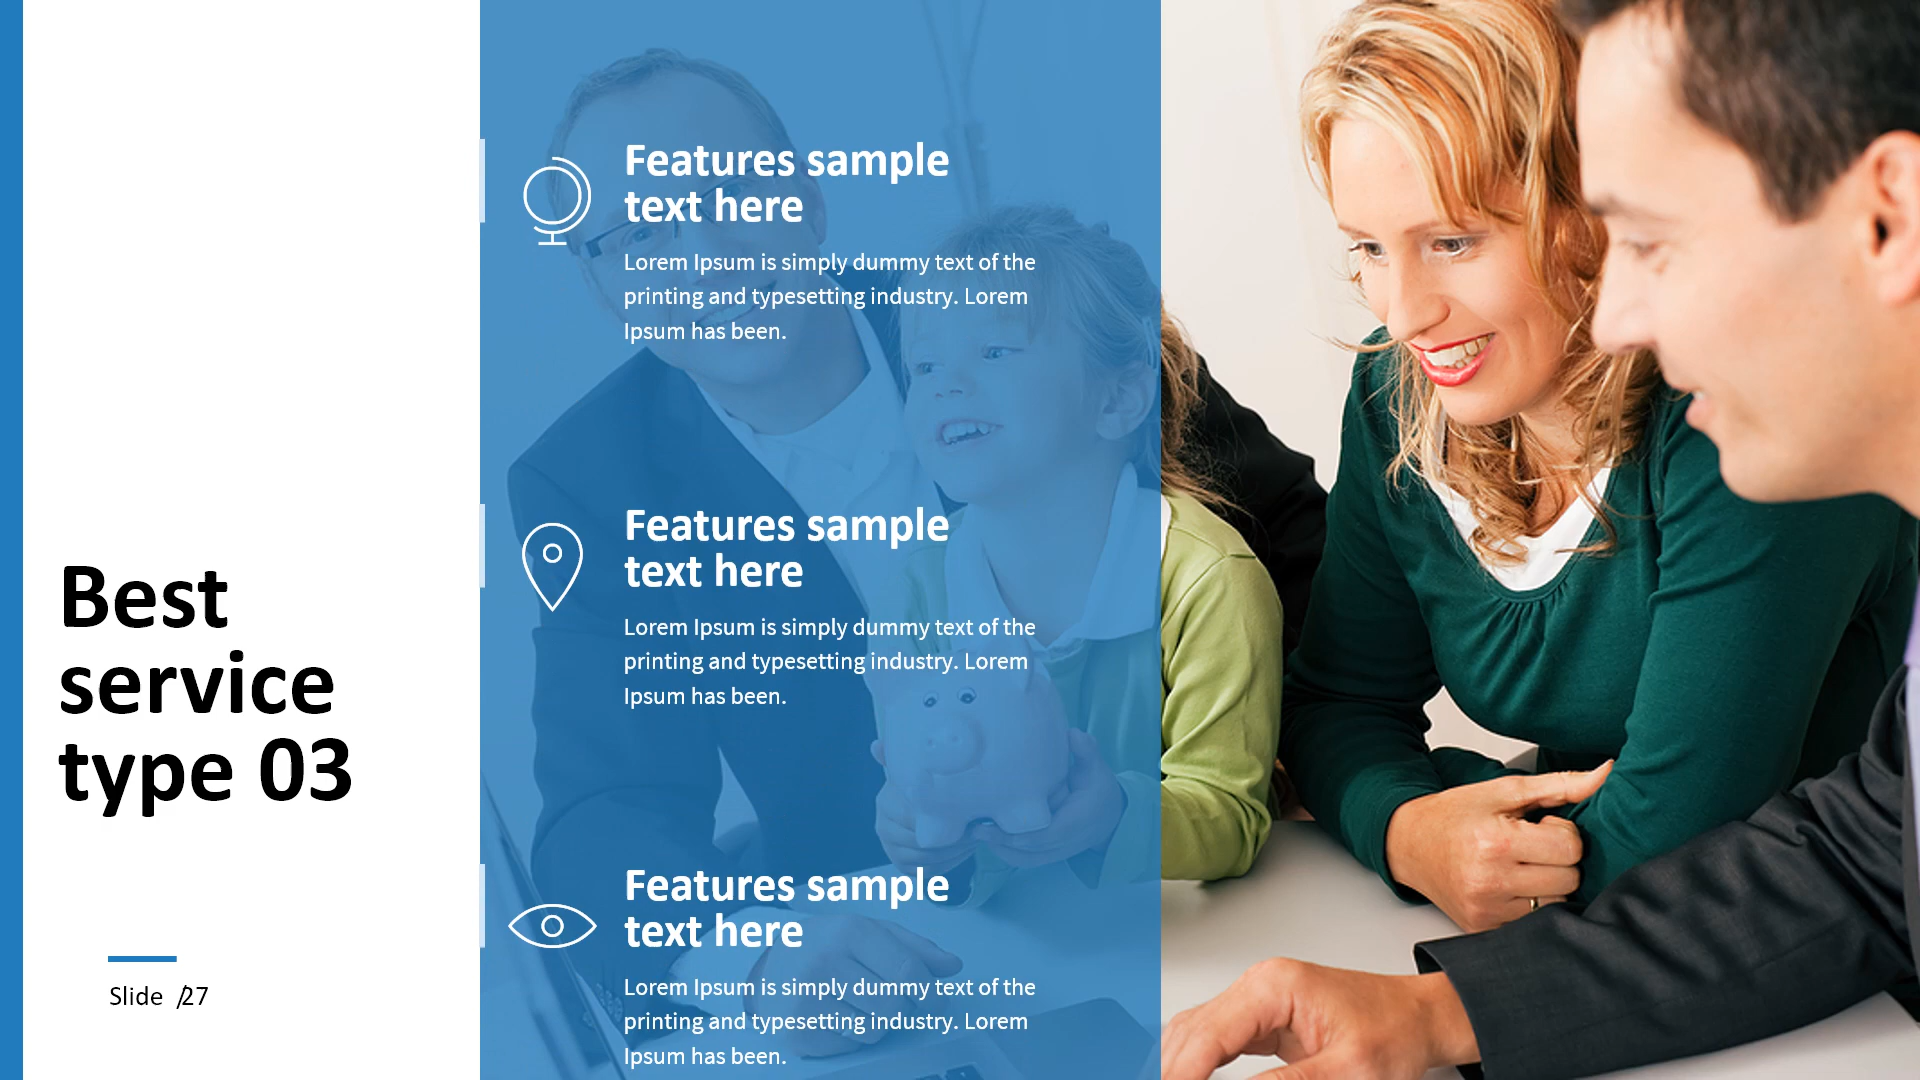 Best
service
type 03
Slide /27
Features sample
text here
Lorem Ipsum is simply dummy text of the
printing and typesetting industry. Lorem
Ipsum has been.
Features sample
text here
Lorem Ipsum is simply dummy text of the
printing and typesetting industry. Lorem
Ipsum has been.
Features sample
text here
Lorem Ipsum is simply dummy text of the
printing and typesetting industry. Lorem
Ipsum has been.